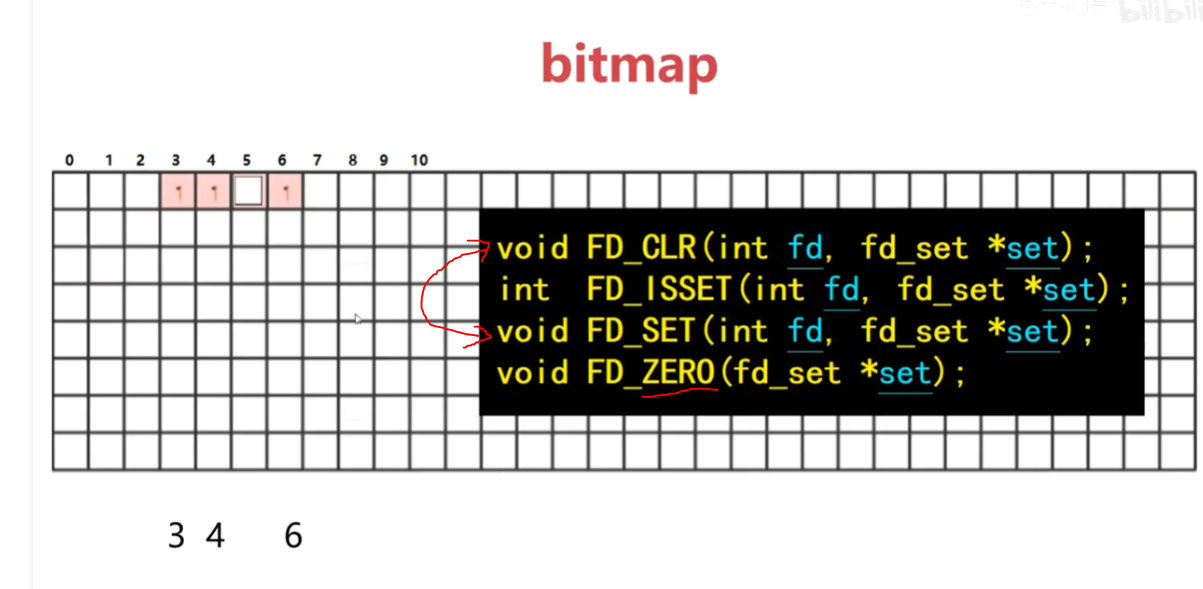 bilibili
bitmap
0 1 2 3 4 5 6 7 8 9 10
1 1 1
void FD_CLR(int fd, fd_set *set);
int FD_ISSET(int fd, fd_set *set);
void FD_SET(int fd, fd_set *set);
void FD_ZERO(fd_set *set);
3 4 6